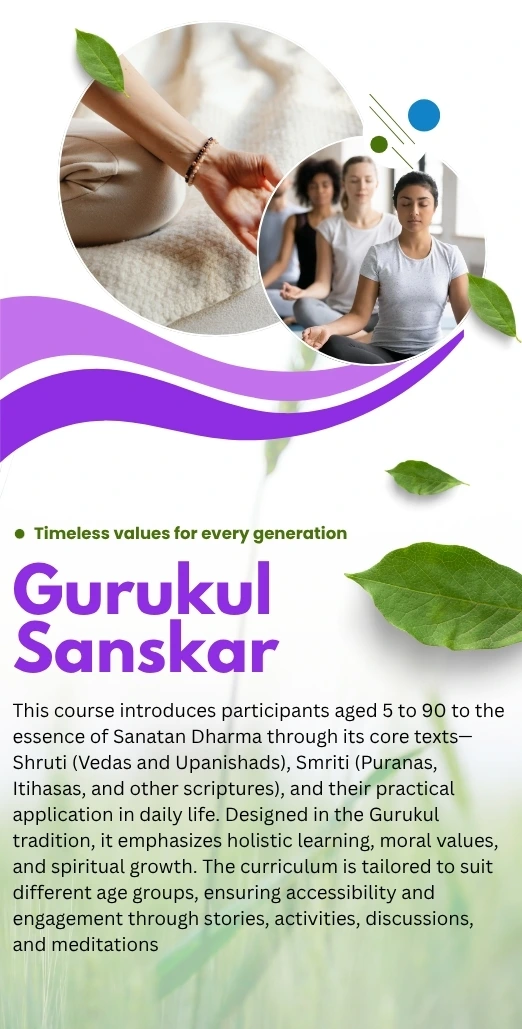 Timeless values for every generation
Gurukul
Sanskar
This course introduces participants aged 5 to 90 to the
essence of Sanatan Dharma through its core texts—
Shruti (Vedas and Upanishads), Smriti (Puranas,
Itihasas, and other scriptures), and their practical
application in daily life. Designed in the Gurukul
tradition, it emphasizes holistic learning, moral values,
and spiritual growth. The curriculum is tailored to suit
different age groups, ensuring accessibility and
engagement through stories, activities, discussions,
and meditations